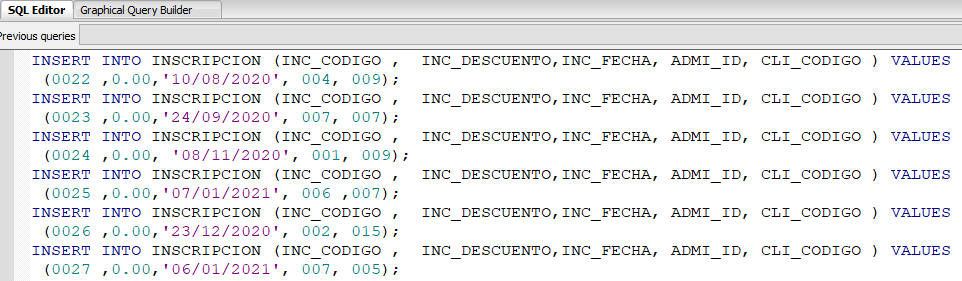 SQL Editor Graphical Query Builder
Previous queries
INSERT INTO INSCRIPCION (INC_CODIGO , INC_DESCUENTO,INC_FECHA, ADMI_ID, CLI_CODIGO ) VALUES
(0022 ,0.00,'10/08/2020', 004, 009);
INSERT INTO INSCRIPCION (INC_CODIGO , INC_DESCUENTO,INC_FECHA, ADMI_ID, CLI_CODIGO ) VALUES
(0023 ,0.00,'24/09/2020', 007, 007);
INSERT INTO INSCRIPCION (INC_CODIGO , INC_DESCUENTO,INC_FECHA, ADMI_ID, CLI_CODIGO ) VALUES
(0024 ,0.00, '08/11/2020', 001, 009);
INSERT INTO INSCRIPCION (INC_CODIGO , INC_DESCUENTO,INC_FECHA, ADMI_ID, CLI_CODIGO ) VALUES
(0025 ,0.00,'07/01/2021', 006 ,007);
INSERT INTO INSCRIPCION (INC_CODIGO , INC_DESCUENTO,INC_FECHA, ADMI_ID, CLI_CODIGO ) VALUES
(0026 ,0.00,'23/12/2020', 002, 015);
INSERT INTO INSCRIPCION (INC_CODIGO , INC_DESCUENTO,INC_FECHA, ADMI_ID, CLI_CODIGO ) VALUES
(0027 ,0.00,'06/01/2021', 007, 005);